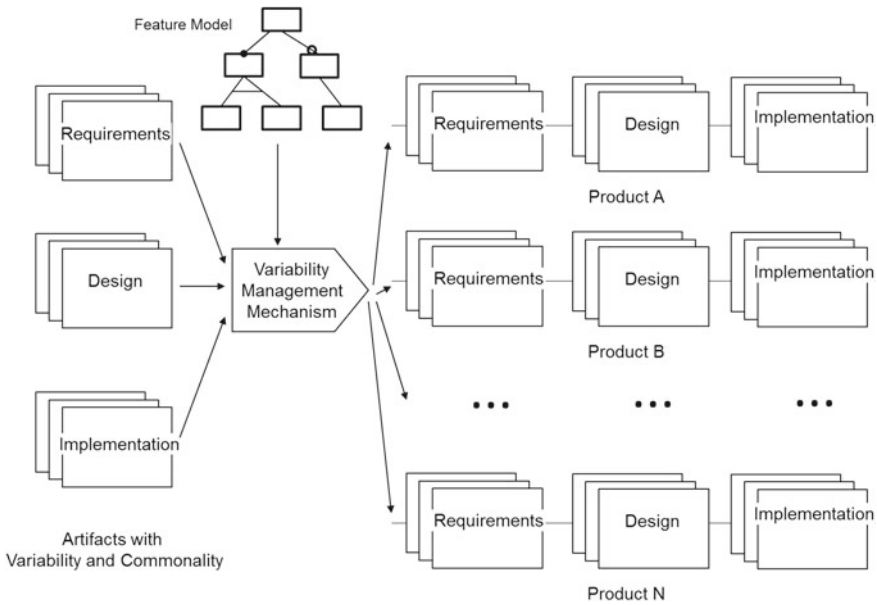 Feature Model
Requirements
Design
Implementation
Artifacts with
Variability and Commonality
Variability
Management
Mechanism
Requirements
Design
Implementation
Product A
Requirements
Design
Implementation
Product B
Requirements
Design
Implementation
Product N